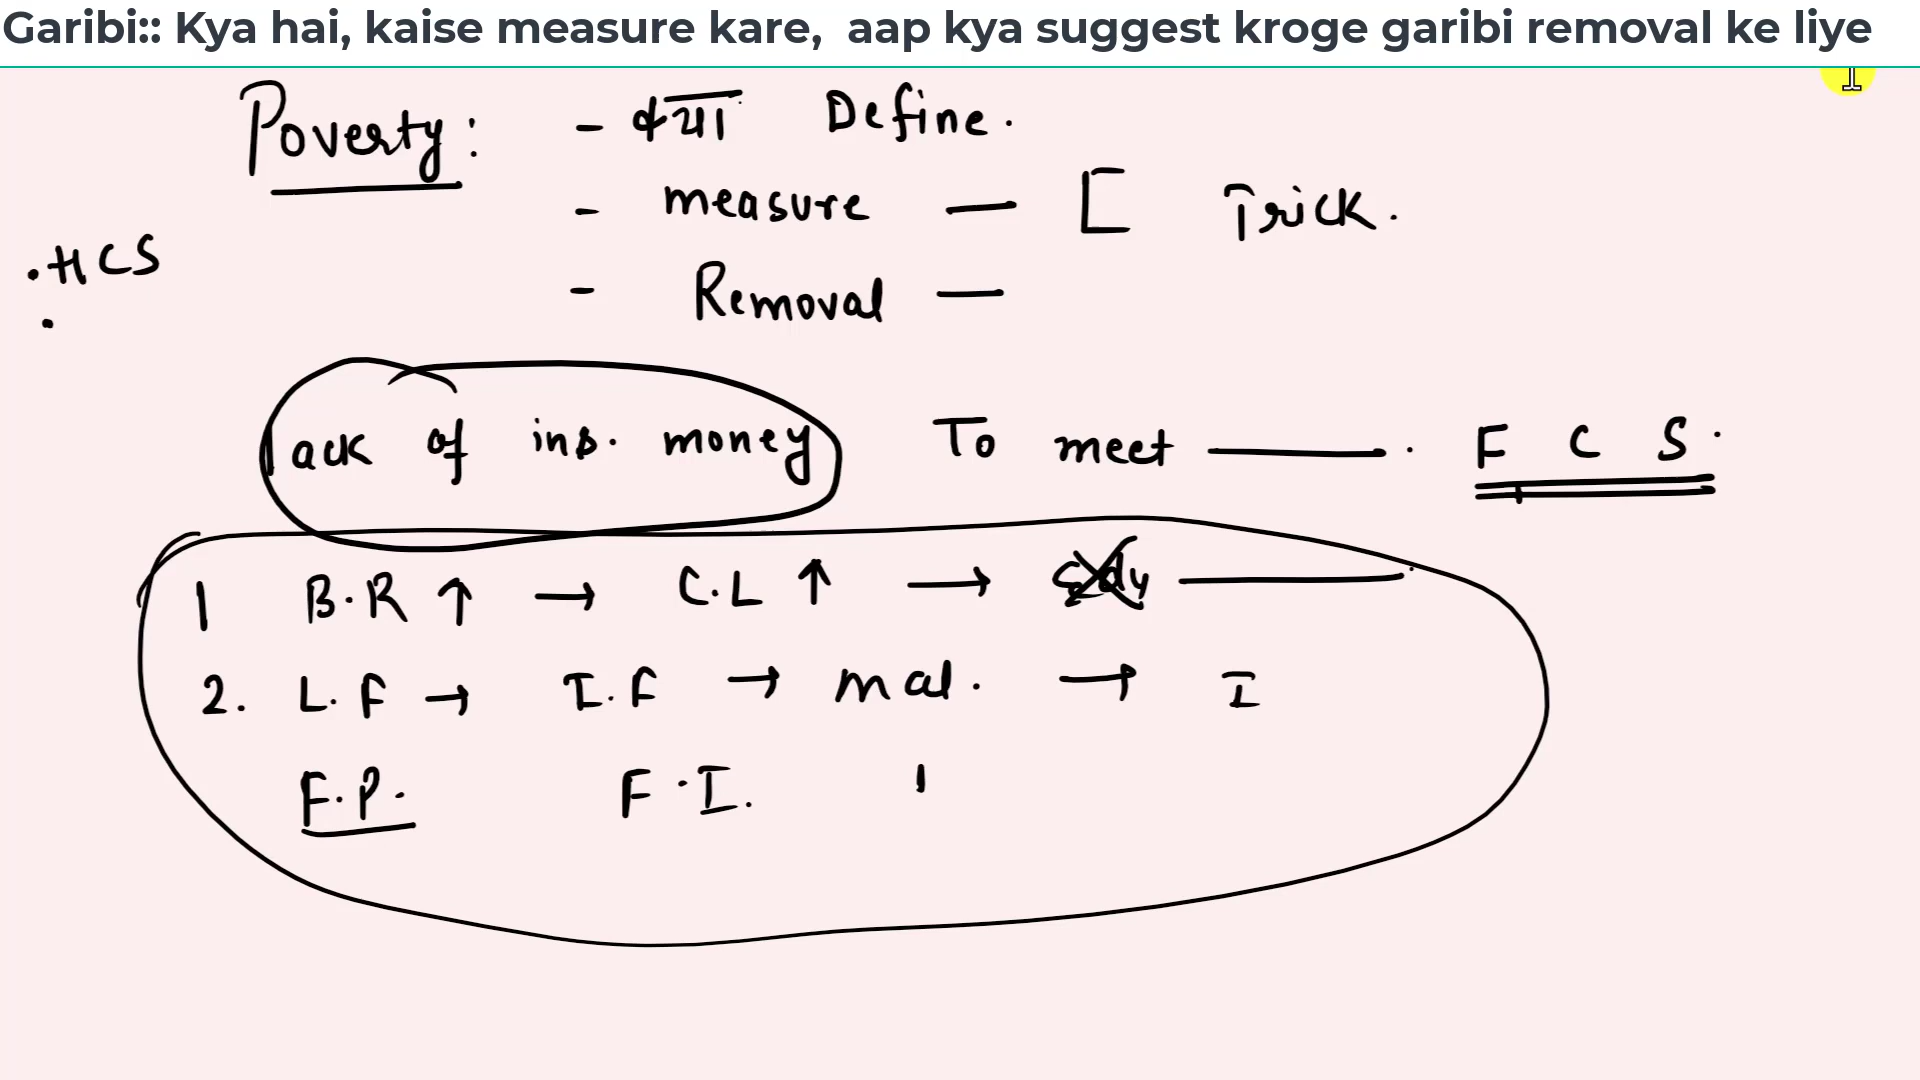 Garibi:: Kya hai, kaise measure kare, aap kya suggest kroge garibi removal ke liye
Poverty: - क्या Define.
- measure — [ Trick.
. HCS
- Removal —
.
lack of ins. money To meet ———. F C S.
1 B.R ↑ → C.L ↑ →
2. L.F → I.F → mal. → I
F.P. F.I. I